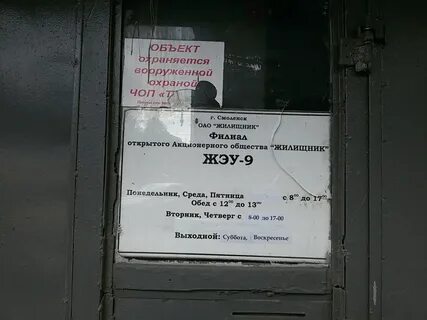 ОБЪЕКТ
охраняется
вооруженной
охраной
ЧОП «Т
г. Смоленск
ОАО "ЖИЛИЩНИК"
Филиал
открытого Акционерного общества "ЖИЛИЩНИК"
ЖЭУ-9
Понедельник, Среда, Пятница с 8⁰⁰ до 17⁰⁰
Обед с 12⁰⁰ до 13⁰⁰
Вторник, Четверг с 8-00 до 17-00
Выходной: Суббота, Воскресенье